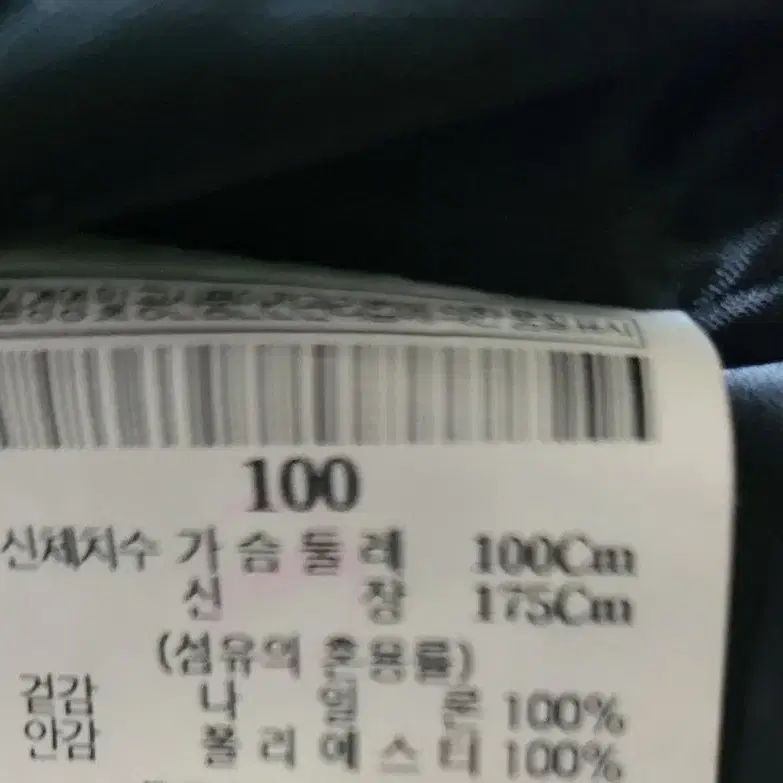 100
신체치수 가슴둘레 100Cm
신장 175Cm
(섬유의 혼용률)
겉감 나일론 100%
안감 폴리에스터 100%